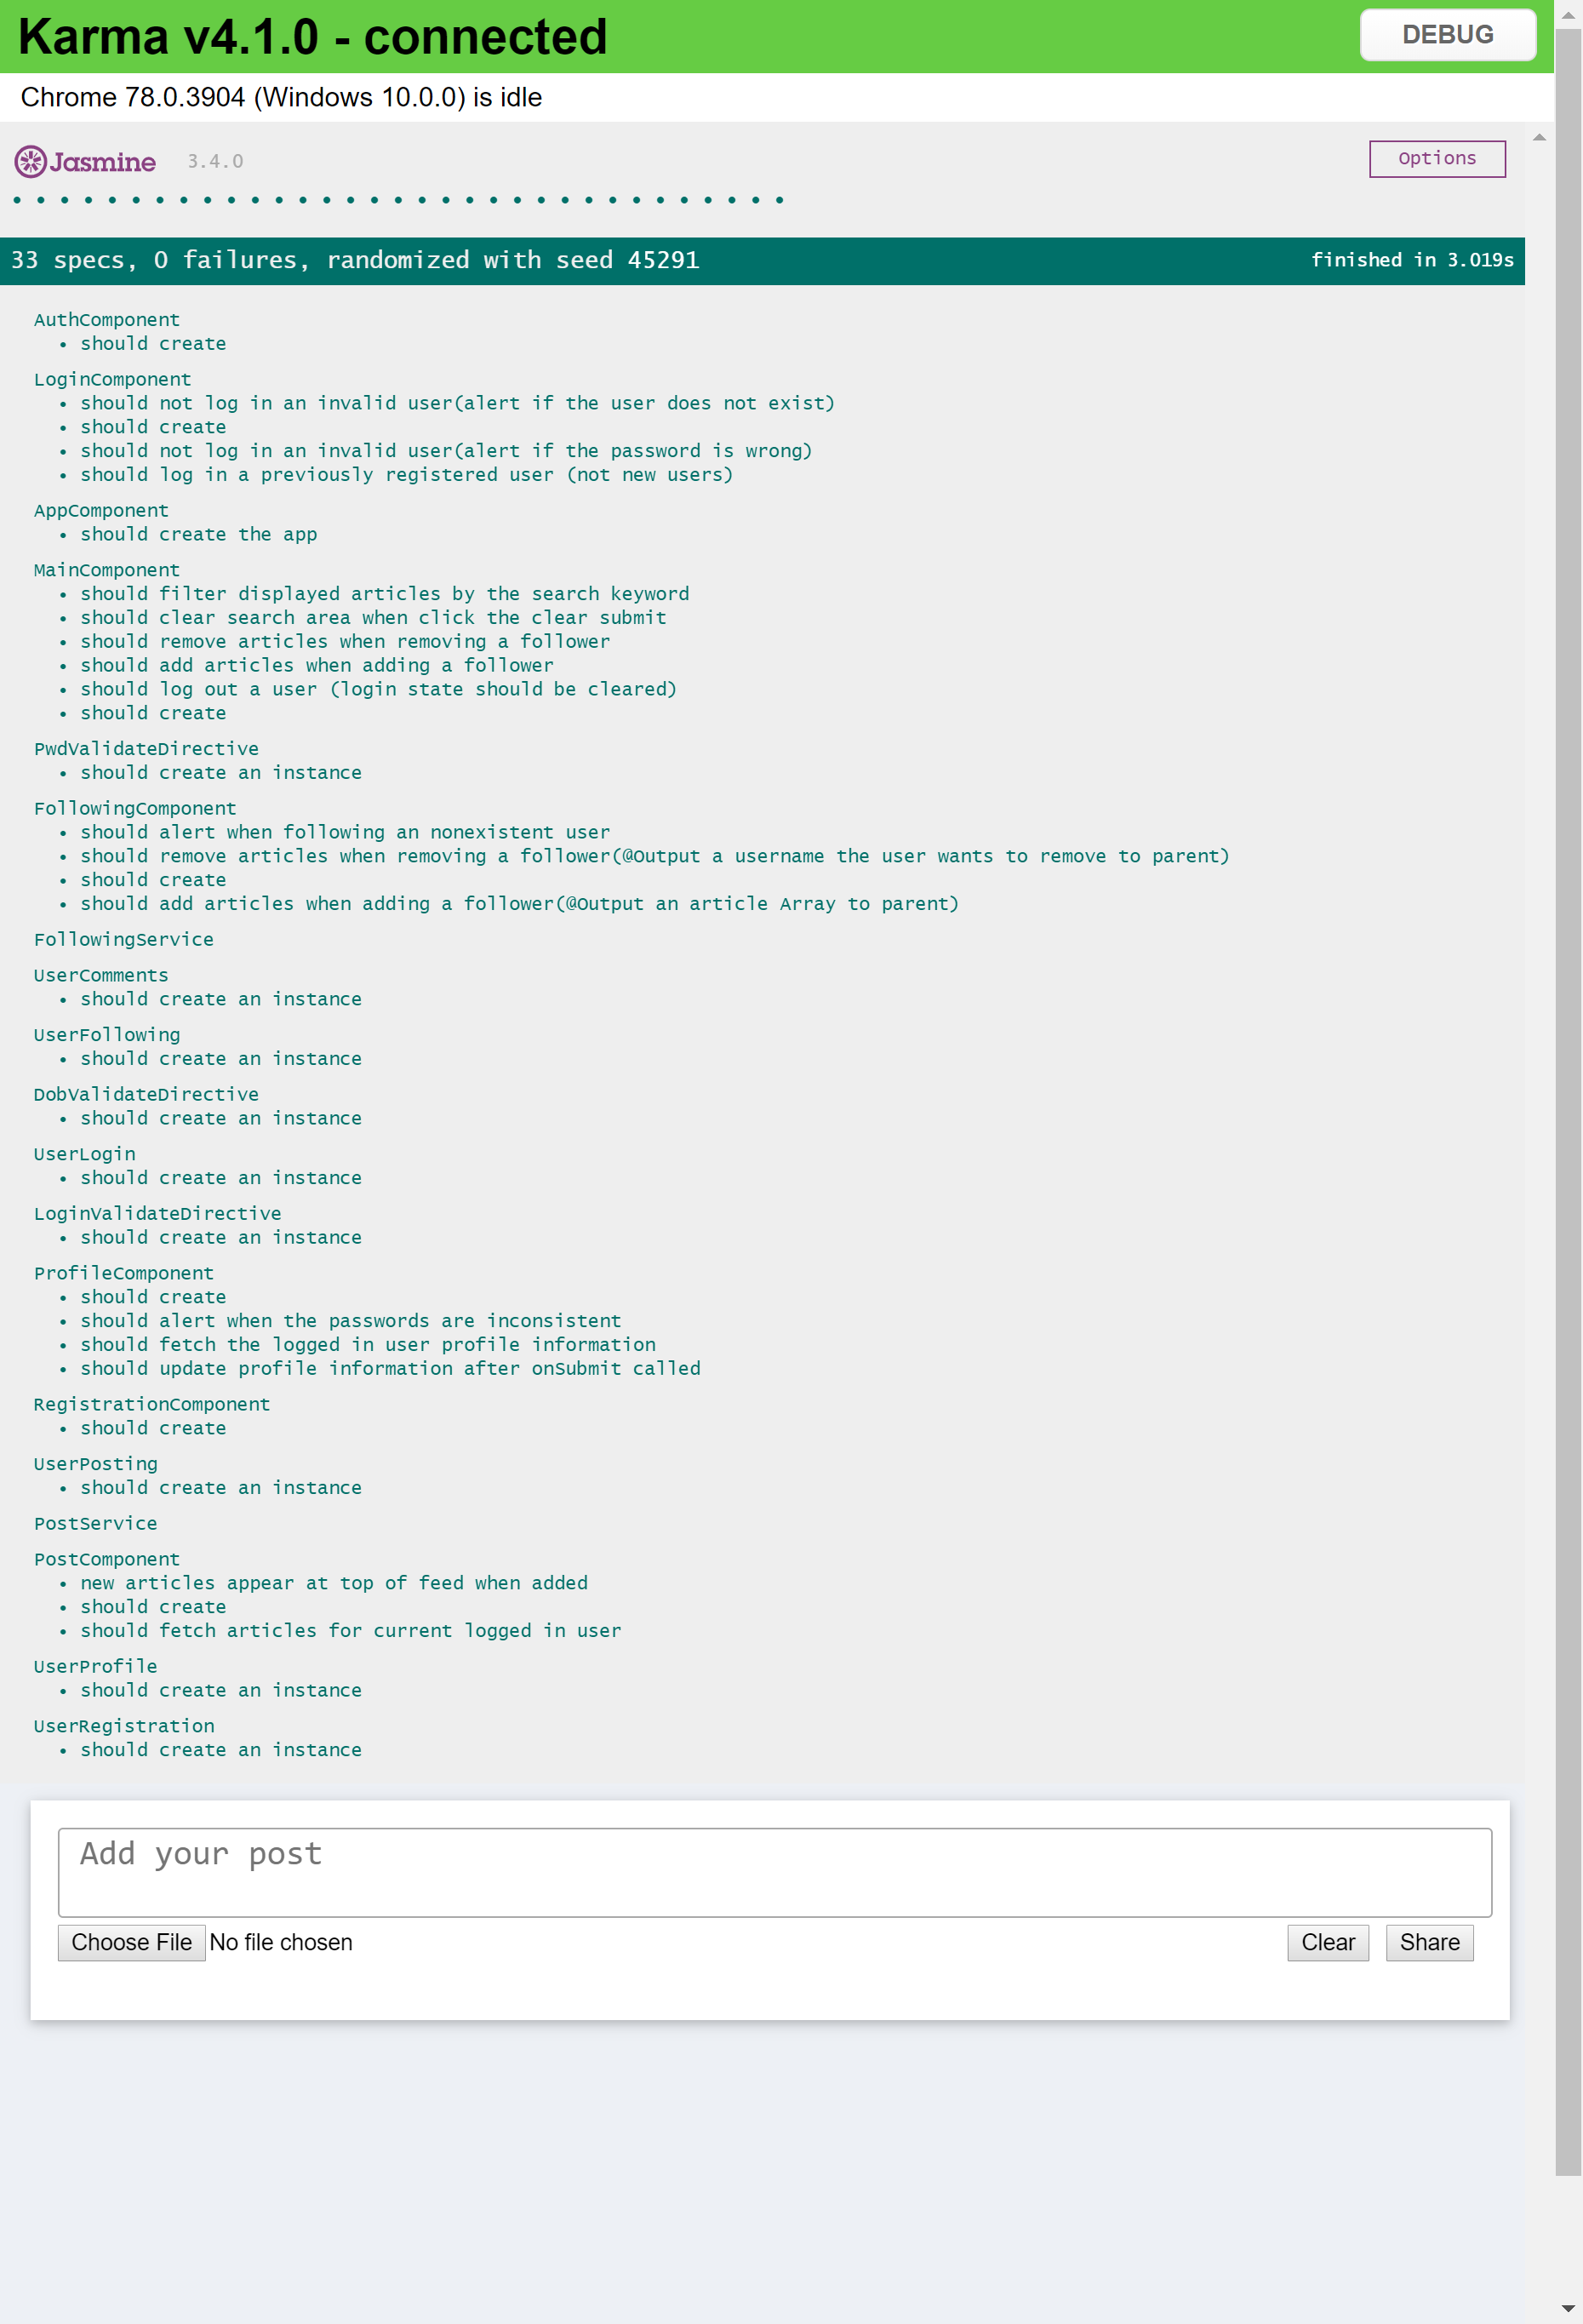 Karma v4.1.0 - connected
DEBUG
Chrome 78.0.3904 (Windows 10.0.0) is idle
Jasmine 3.4.0
Options
33 specs, 0 failures, randomized with seed 45291
finished in 3.019s
AuthComponent
• should create
LoginComponent
• should not log in an invalid user(alert if the user does not exist)
• should create
• should not log in an invalid user(alert if the password is wrong)
• should log in a previously registered user (not new users)
AppComponent
• should create the app
MainComponent
• should filter displayed articles by the search keyword
• should clear search area when click the clear submit
• should remove articles when removing a follower
• should add articles when adding a follower
• should log out a user (login state should be cleared)
• should create
PwdValidateDirective
• should create an instance
FollowingComponent
• should alert when following an nonexistent user
• should remove articles when removing a follower(@Output a username the user wants to remove to parent)
• should create
• should add articles when adding a follower(@Output an article Array to parent)
FollowingService
UserComments
• should create an instance
UserFollowing
• should create an instance
DobValidateDirective
• should create an instance
UserLogin
• should create an instance
LoginValidateDirective
• should create an instance
ProfileComponent
• should create
• should alert when the passwords are inconsistent
• should fetch the logged in user profile information
• should update profile information after onSubmit called
RegistrationComponent
• should create
UserPosting
• should create an instance
PostService
PostComponent
• new articles appear at top of feed when added
• should create
• should fetch articles for current logged in user
UserProfile
• should create an instance
UserRegistration
• should create an instance
Add your post
Choose File No file chosen
Clear
Share